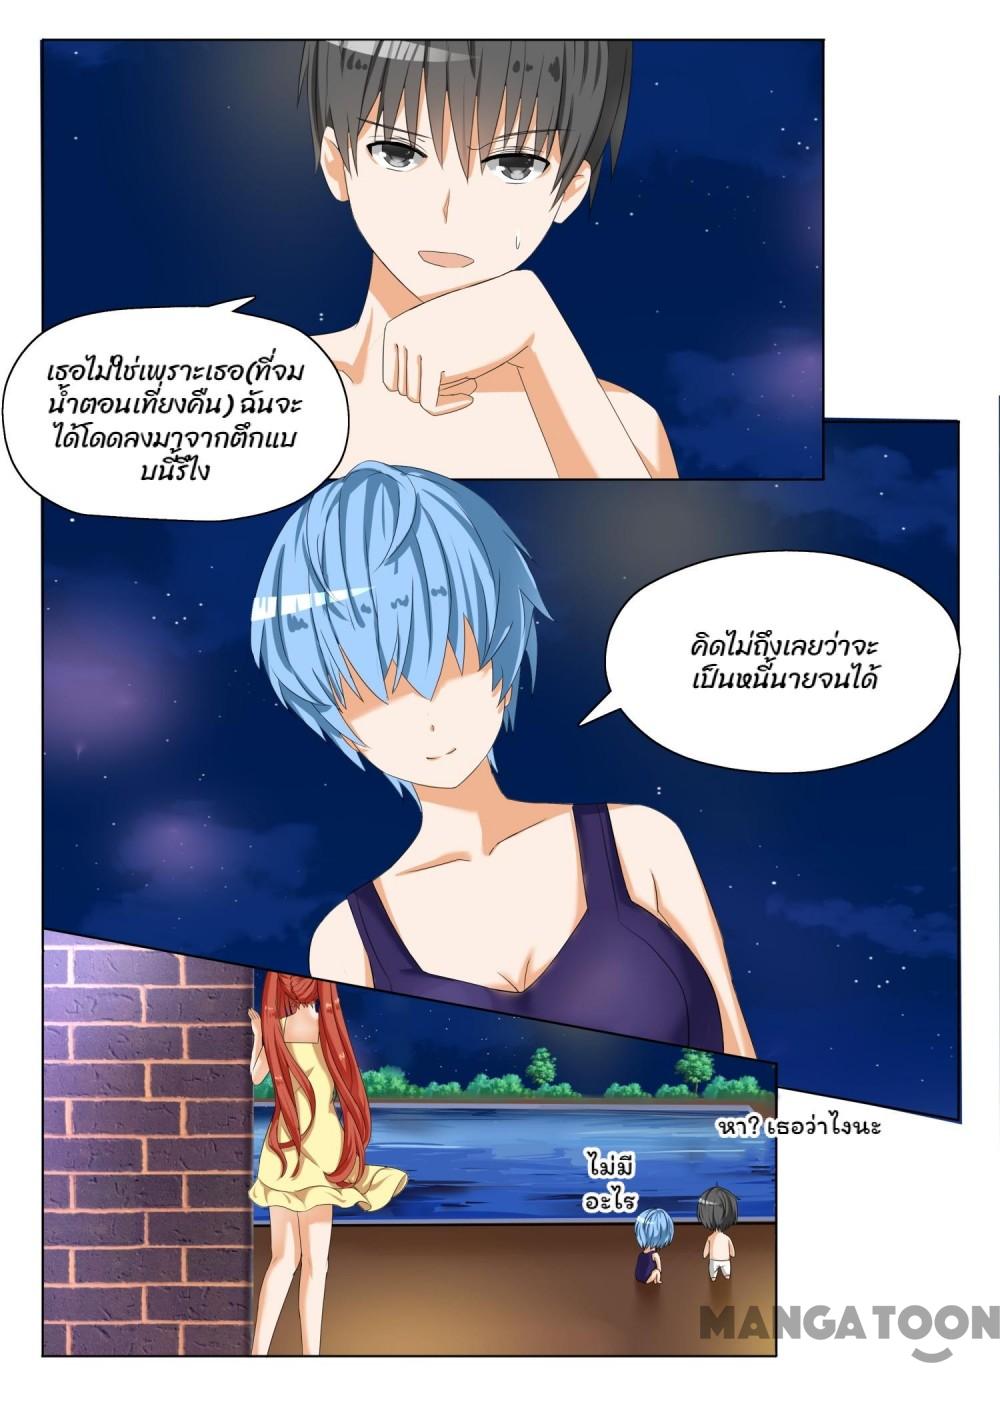 เธอไม่ใช่เพราะเธอ(ที่จม
น้ำตอนเที่ยงคืน) ฉันจะ
ได้โดดลงมาจากตึกแบ
บนี้รึไง
คิดไม่ถึงเลยว่าจะ
เป็นหนี้นายจนได้
หา? เธอว่าไงนะ
ไม่มี
อะไร
MANGATOON